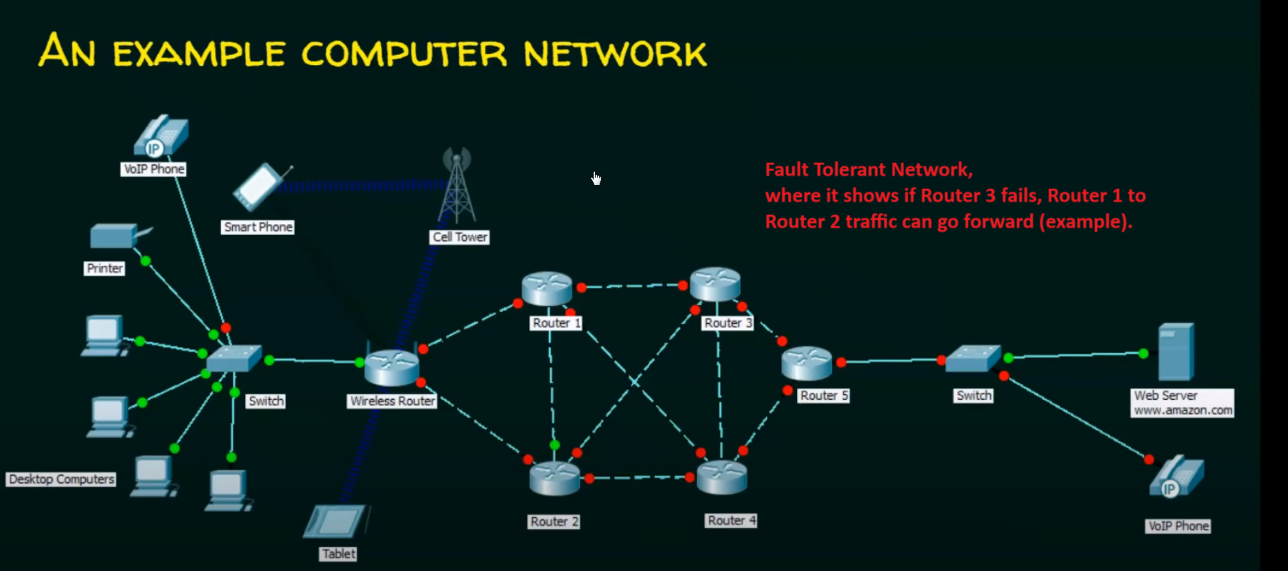 AN EXAMPLE COMPUTER NETWORK
IP
VoIP Phone
Smart Phone
Cell Tower
Fault Tolerant Network,
where it shows if Router 3 fails, Router 1 to
Router 2 traffic can go forward (example).
Printer
Router 1
Router 3
Switch
Wireless Router
Router 5
Switch
Web Server
www.amazon.com
Desktop Computers
Router 2
Router 4
IP
VoIP Phone
Tablet